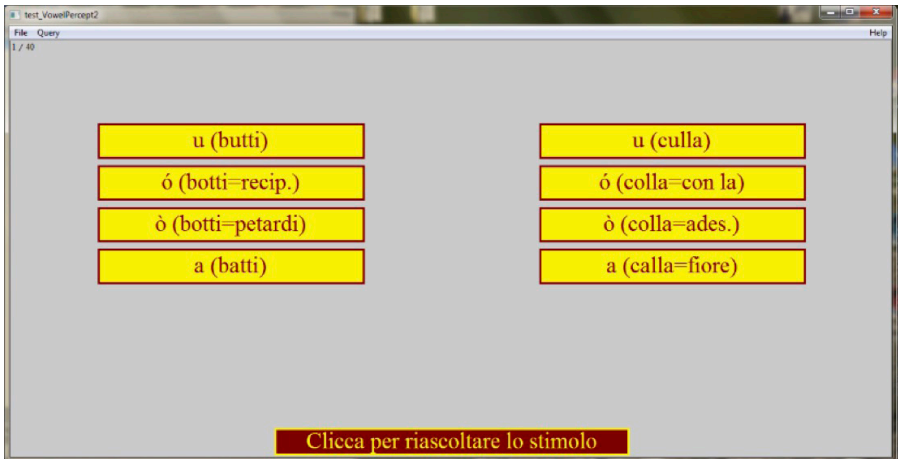 test_VowelPercept2
File Query Help
1 / 40
u (butti)
ó (botti=recip.)
ò (botti=petardi)
a (batti)
u (culla)
ó (colla=con la)
ò (colla=ades.)
a (calla=fiore)
Clicca per riascoltare lo stimolo